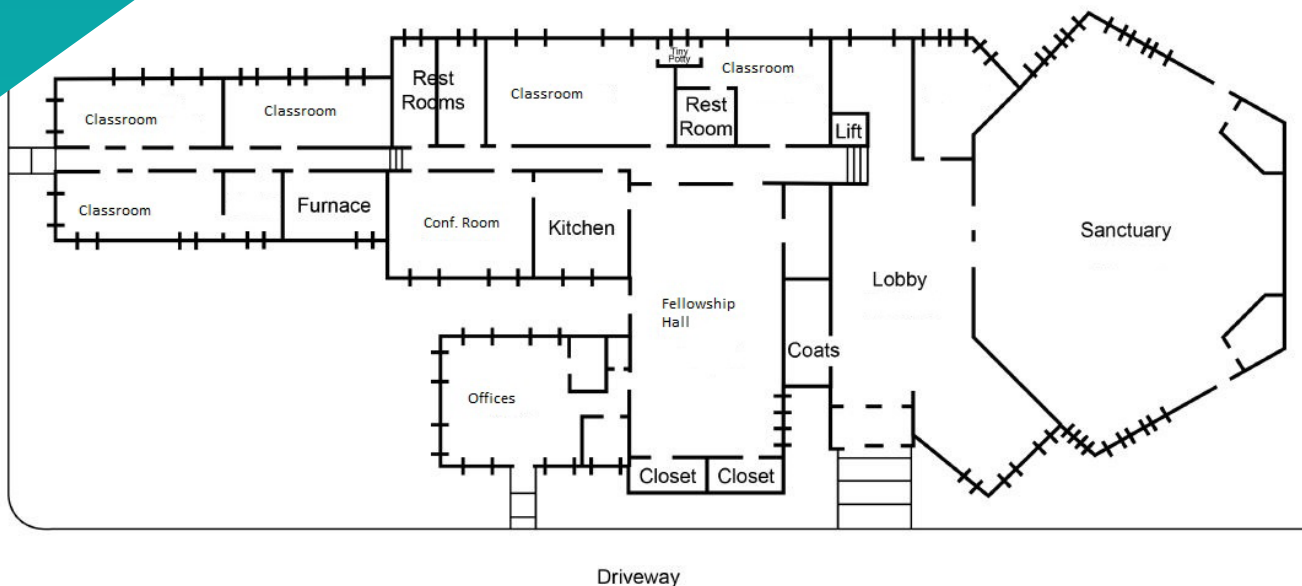 Tiny
Potty
Classroom
Rest
Rooms
Classroom
Classroom
Classroom
Rest
Room
Lift
Classroom
Furnace
Conf. Room
Kitchen
Sanctuary
Lobby
Fellowship
Hall
Coats
Offices
Closet
Closet
Driveway